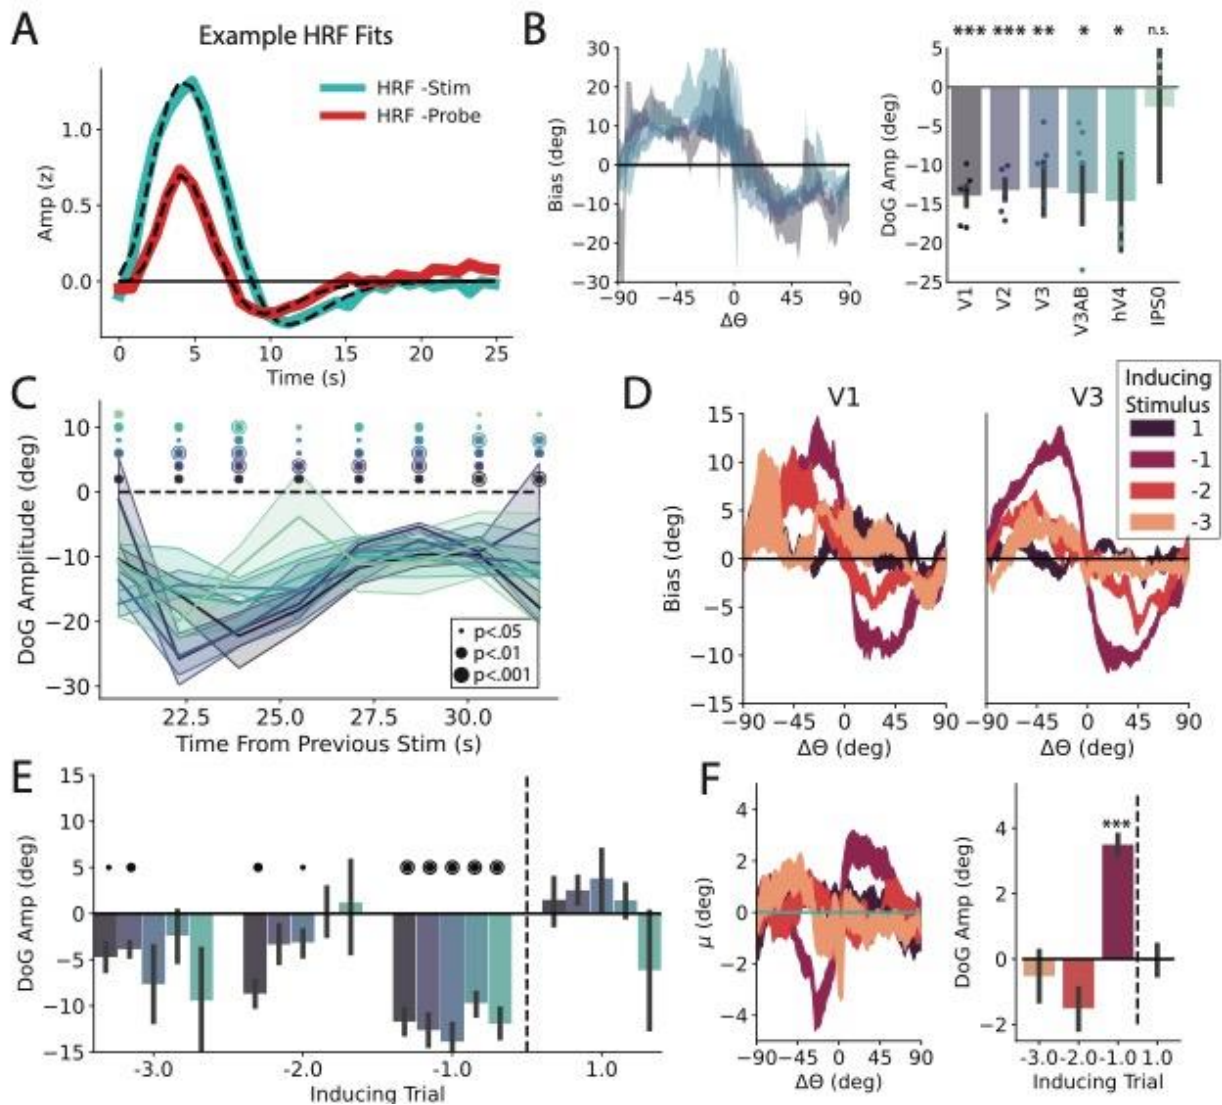 A
Example HRF Fits
HRF -Stim
HRF -Probe
Amp (z)
1.0
0.5
0.0
0 5 10 15 20 25
Time (s)
B
Bias (deg)
30
20
10
0
−10
−20
−30
−90 −45 0 45 90
ΔΘ
*** *** ** * * n.s.
DoG Amp (deg)
5
0
−5
−10
−15
−20
−25
V1 V2 V3 V3AB hV4 IPS0
C
DoG Amplitude (deg)
10
0
−10
−20
−30
p<.05
p<.01
p<.001
22.5 25.0 27.5 30.0
Time From Previous Stim (s)
D
V1 V3
Inducing
Stimulus
1
-1
-2
-3
Bias (deg)
15
10
5
0
−5
−10
−15
−90 −45 0 45 90
ΔΘ (deg)
−90 −45 0 45 90
ΔΘ (deg)
E
DoG Amp (deg)
15
10
5
0
−5
−10
−15
-3.0 -2.0 -1.0 1.0
Inducing Trial
F
μ (deg)
4
2
0
−2
−4
−90 −45 0 45 90
ΔΘ (deg)
***
DoG Amp (deg)
4
2
0
−2
-3.0 -2.0 -1.0 1.0
Inducing Trial